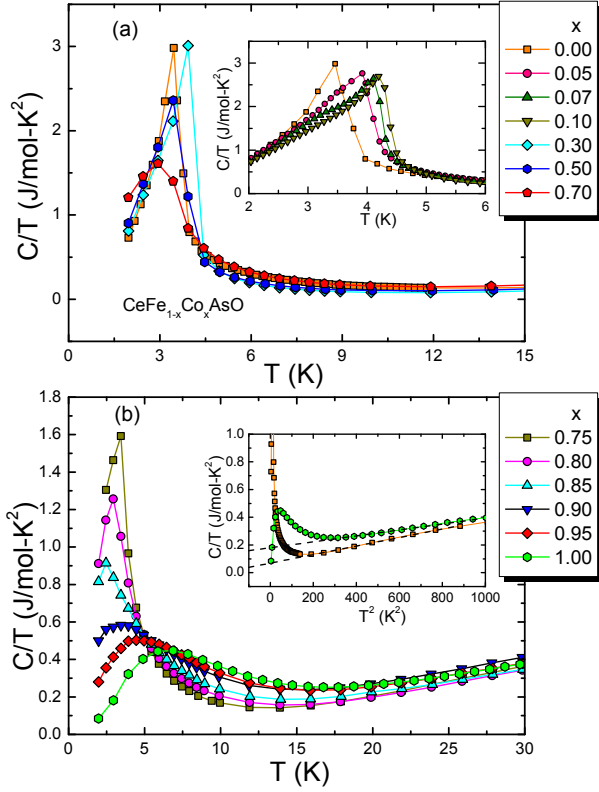 (a)
C/T (J/mol-K²)
3
2
1
0
0 3 6 9 12 15
T (K)
CeFe₁₋ₓCoₓAsO
C/T (J/mol-K²)
3
2
1
2 3 4 5 6
T (K)
x
0.00
0.05
0.07
0.10
0.30
0.50
0.70
(b)
C/T (J/mol-K²)
1.8
1.6
1.4
1.2
1.0
0.8
0.6
0.4
0.2
0.0
0 5 10 15 20 25 30
T (K)
C/T (J/mol-K²)
1.0
0.8
0.6
0.4
0.2
0.0
0 200 400 600 800 1000
T² (K²)
x
0.75
0.80
0.85
0.90
0.95
1.00